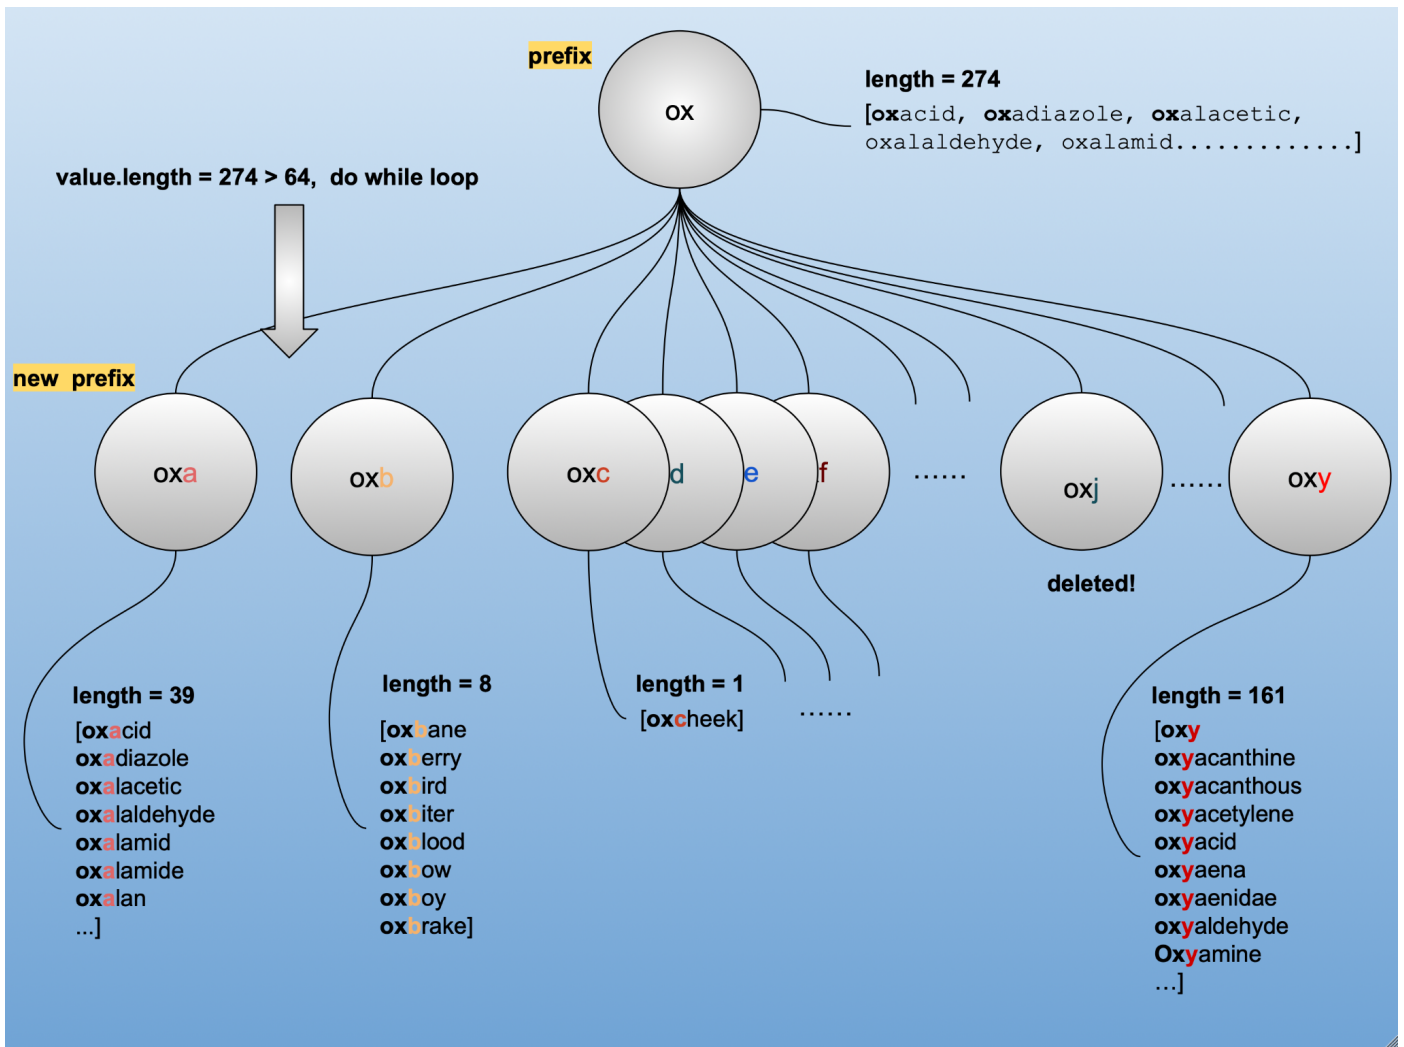 prefix
ox
length = 274
[oxacid, oxadiazole, oxalacetic,
oxalaldehyde, oxalamid.............]
value.length = 274 > 64,  do while loop
new  prefix
oxa
oxb
oxc
d
e
f
......
oxj
......
oxy
deleted!
length = 39
[oxacid
oxadiazole
oxalacetic
oxalaldehyde
oxalamid
oxalamide
oxalan
...]
length = 8
[oxbane
oxberry
oxbird
oxbiter
oxblood
oxbow
oxboy
oxbrake]
length = 1
[oxcheek]
......
length = 161
[oxy
oxyacanthine
oxyacanthous
oxyacetylene
oxyacid
oxyaena
oxyaenidae
oxyaldehyde
Oxyamine
...]